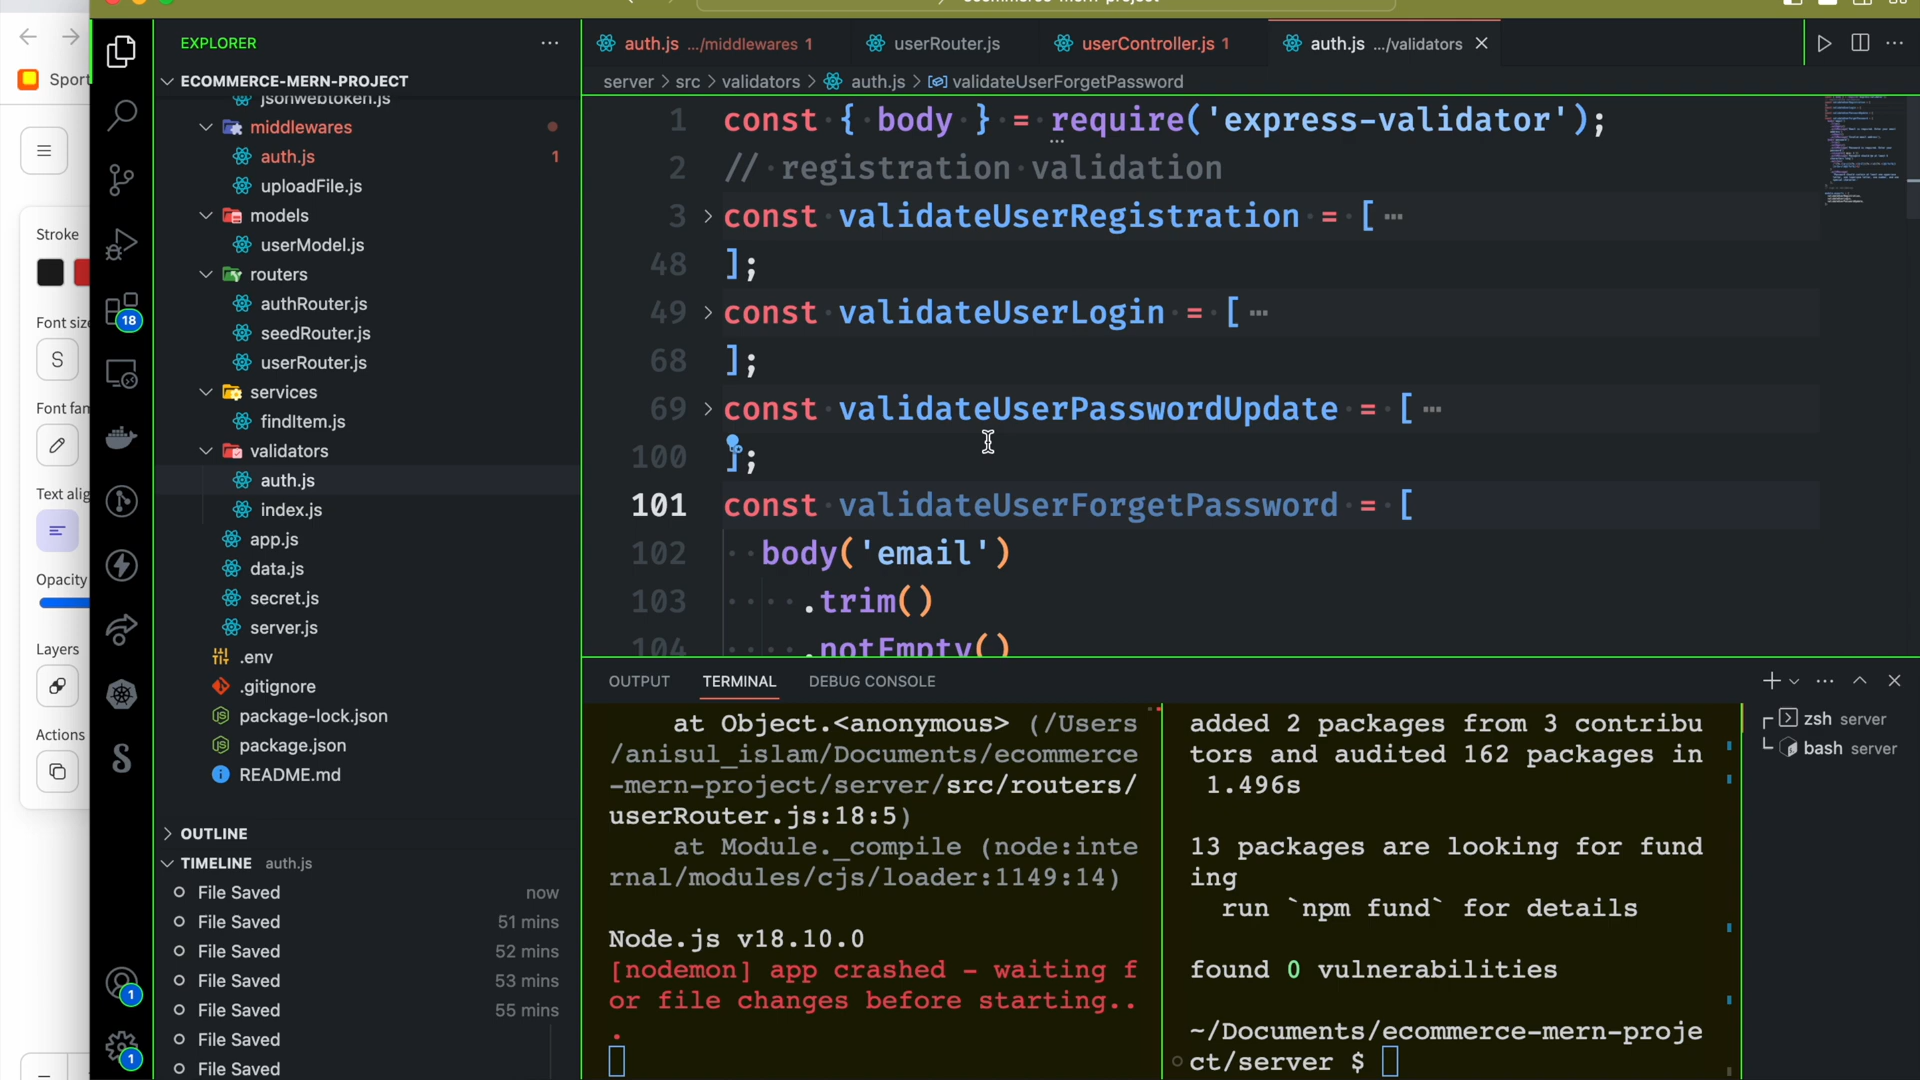 Sport
Stroke
Font size
S
Font fam
Text alig
Opacity
Layers
Actions
EXPLORER
ECOMMERCE-MERN-PROJECT
jsonwebtoken.js
middlewares
auth.js 1
uploadFile.js
models
userModel.js
routers
authRouter.js
seedRouter.js
userRouter.js
services
findItem.js
validators
auth.js
index.js
app.js
data.js
secret.js
server.js
.env
.gitignore
package-lock.json
package.json
README.md
OUTLINE
TIMELINE auth.js
File Saved now
File Saved 51 mins
File Saved 52 mins
File Saved 53 mins
File Saved 55 mins
File Saved
File Saved
18
1
1
ecommerce-mern-project
auth.js .../middlewares 1
userRouter.js
userController.js 1
auth.js .../validators
server > src > validators > auth.js > validateUserForgetPassword
1 const { body } = require('express-validator');
2 // registration validation
3 const validateUserRegistration = [
48 ];
49 const validateUserLogin = [
68 ];
69 const validateUserPasswordUpdate = [
100 ];
101 const validateUserForgetPassword = [
102 body('email')
103 .trim()
104 .notEmpty()
OUTPUT TERMINAL DEBUG CONSOLE
at Object.<anonymous> (/Users
/anisul_islam/Documents/ecommerce
-mern-project/server/src/routers/
userRouter.js:18:5)
at Module._compile (node:inte
rnal/modules/cjs/loader:1149:14)
Node.js v18.10.0
[nodemon] app crashed - waiting f
or file changes before starting..
.
added 2 packages from 3 contribu
tors and audited 162 packages in
1.496s
13 packages are looking for fund
ing
run `npm fund` for details
found 0 vulnerabilities
~/Documents/ecommerce-mern-proje
ct/server $
zsh server
bash server